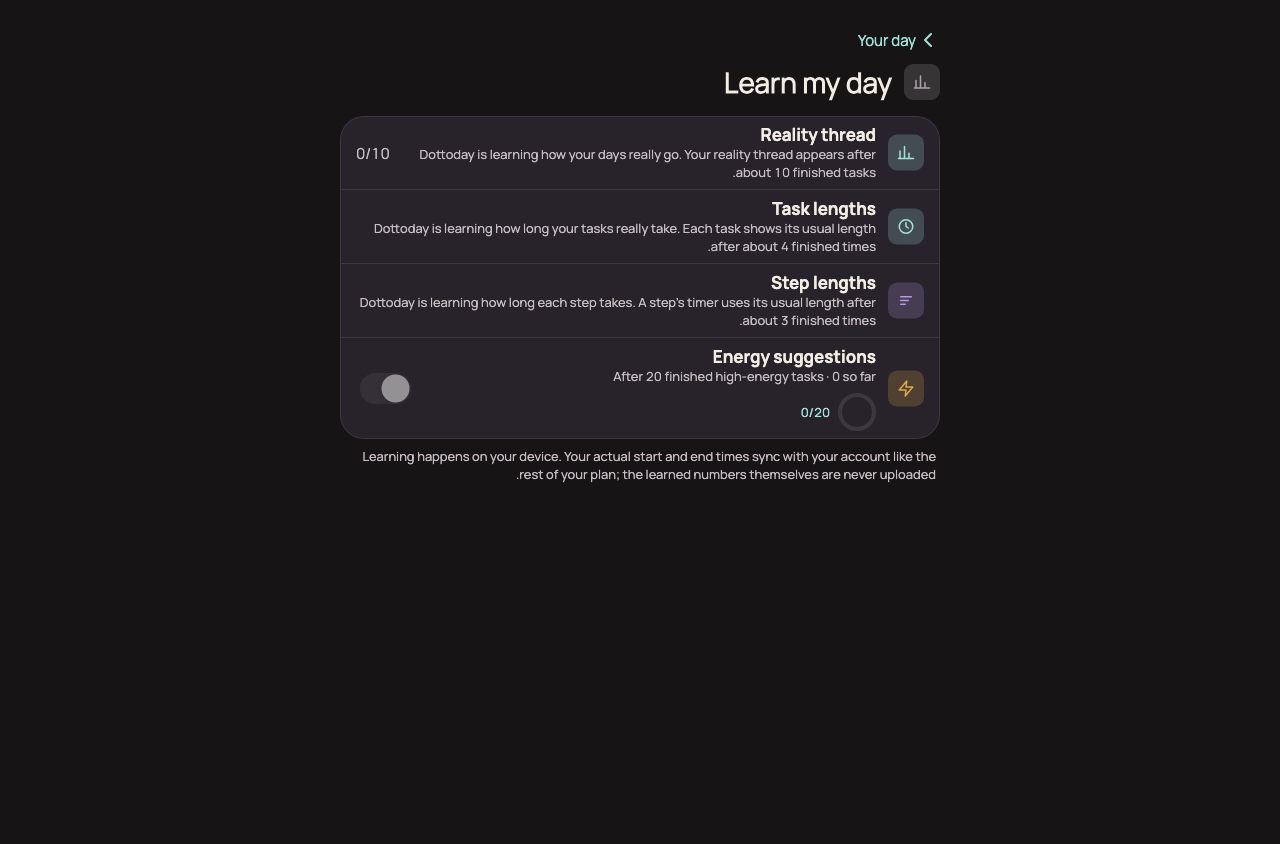 Your day
Learn my day
Reality thread
Dottoday is learning how your days really go. Your reality thread appears after
about 10 finished tasks.
0/10
Task lengths
Dottoday is learning how long your tasks really take. Each task shows its usual length
after about 4 finished times.
Step lengths
Dottoday is learning how long each step takes. A step's timer uses its usual length after
about 3 finished times.
Energy suggestions
After 20 finished high-energy tasks · 0 so far
0/20
Learning happens on your device. Your actual start and end times sync with your account like the
rest of your plan; the learned numbers themselves are never uploaded.